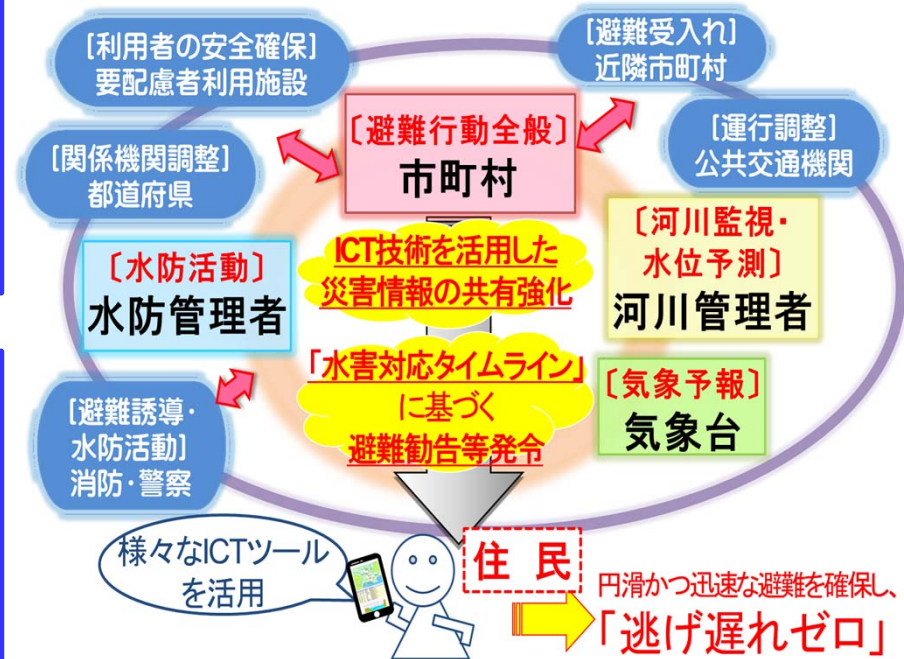 [利用者の安全確保]
要配慮者利用施設
[避難受入れ]
近隣市町村
[関係機関調整]
都道府県
〔避難行動全般〕
市町村
[運行調整]
公共交通機関
〔水防活動〕
水防管理者
ICT技術を活用した
災害情報の共有強化
〔河川監視・
水位予測〕
河川管理者
「水害対応タイムライン」
に基づく
避難勧告等発令
〔気象予報〕
気象台
[避難誘導・
水防活動]
消防・警察
様々なICTツール
を活用
住 民
円滑かつ迅速な避難を確保し、
「逃げ遅れゼロ」